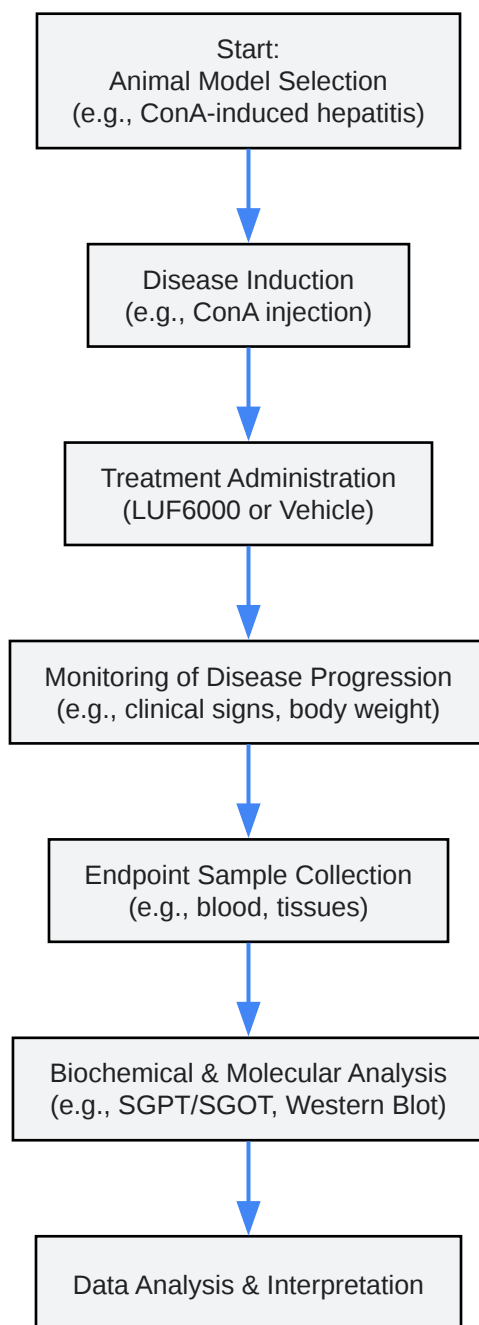 Start:
Animal Model Selection
(e.g., ConA-induced hepatitis)
Disease Induction
(e.g., ConA injection)
Treatment Administration
(LUF6000 or Vehicle)
Monitoring of Disease Progression
(e.g., clinical signs, body weight)
Endpoint Sample Collection
(e.g., blood, tissues)
Biochemical & Molecular Analysis
(e.g., SGPT/SGOT, Western Blot)
Data Analysis & Interpretation